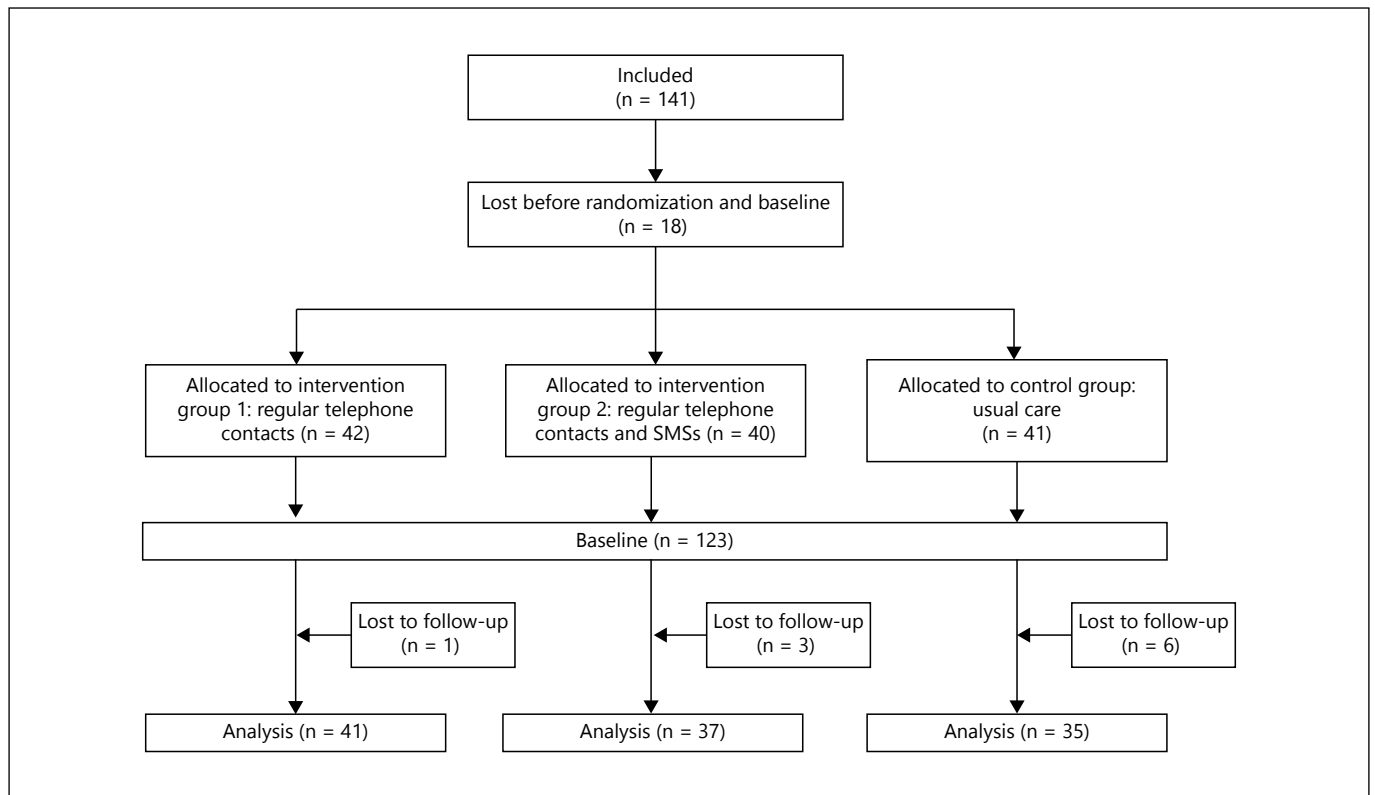 Included
(n = 141)
Lost before randomization and baseline
(n = 18)
Allocated to intervention
group 1: regular telephone
contacts (n = 42)
Allocated to intervention
group 2: regular telephone
contacts and SMSs (n = 40)
Allocated to control group:
usual care
(n = 41)
Baseline (n = 123)
Lost to follow-up
(n = 1)
Lost to follow-up
(n = 3)
Lost to follow-up
(n = 6)
Analysis (n = 41)
Analysis (n = 37)
Analysis (n = 35)